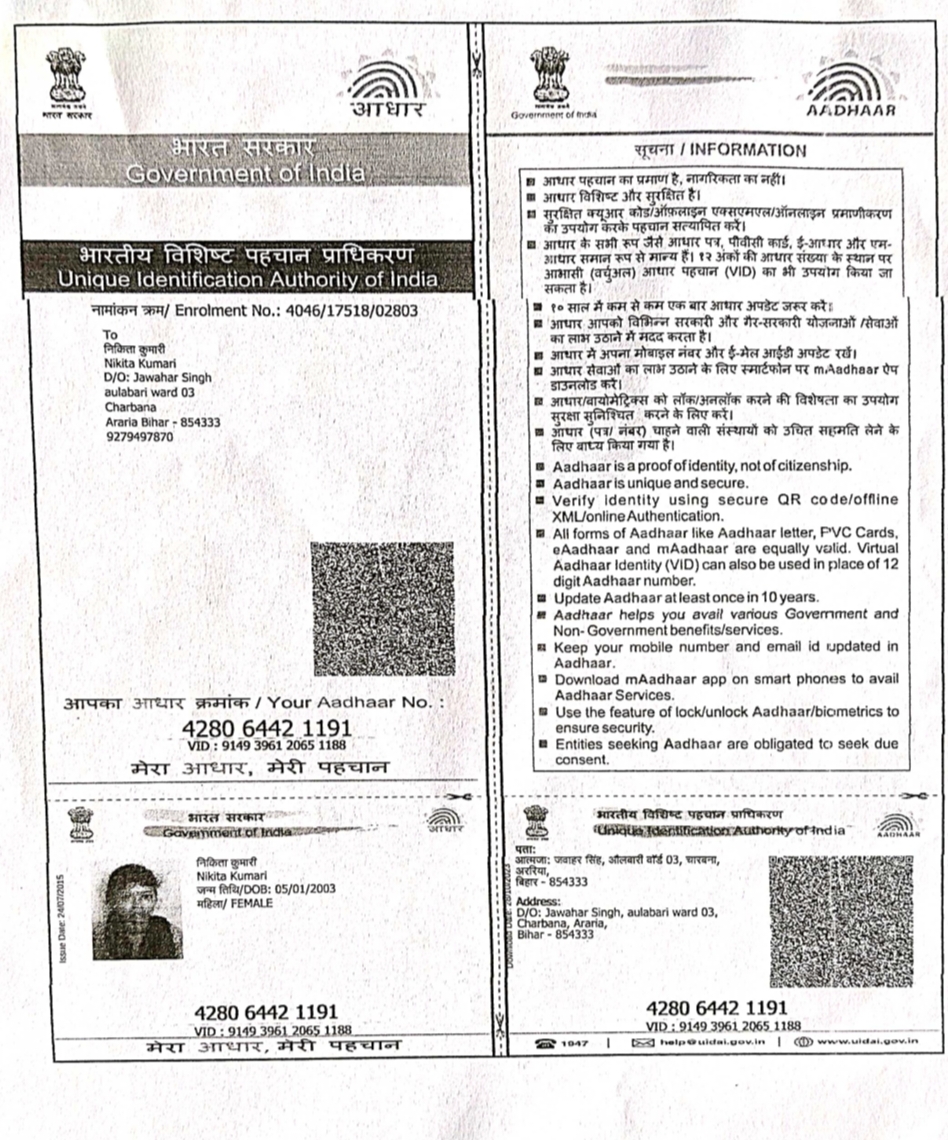 भारत सरकार
आधार
भारत सरकार
Government of India
भारतीय विशिष्ट पहचान प्राधिकरण
Unique Identification Authority of India
नामांकन क्रम/ Enrolment No.: 4046/17518/02803
To
निकिता कुमारी
Nikita Kumari
D/O: Jawahar Singh
aulabari ward 03
Charbana
Araria Bihar - 854333
9279497870
आपका आधार क्रमांक / Your Aadhaar No. :
4280 6442 1191
VID : 9149 3961 2065 1188
मेरा आधार, मेरी पहचान
भारत सरकार
Government of India
आधार
Issue Date: 24/07/2015
निकिता कुमारी
Nikita Kumari
जन्म तिथि/DOB: 05/01/2003
महिला/ FEMALE
4280 6442 1191
VID : 9149 3961 2065 1188
मेरा आधार, मेरी पहचान
Government of India
AADHAAR
सूचना / INFORMATION
आधार पहचान का प्रमाण है, नागरिकता का नहीं।
आधार विशिष्ट और सुरक्षित है।
सुरक्षित क्यूआर कोड/ऑफ़लाइन एक्सएमएल/ऑनलाइन प्रमाणीकरण
का उपयोग करके पहचान सत्यापित करें।
आधार के सभी रूप जैसे आधार पत्र, पीवीसी कार्ड, ई-आधार और एम-
आधार समान रूप से मान्य हैं। १२ अंकों की आधार संख्या के स्थान पर
आभासी (वर्चुअल) आधार पहचान (VID) का भी उपयोग किया जा
सकता है।
१० साल में कम से कम एक बार आधार अपडेट जरूर करें।
आधार आपको विभिन्न सरकारी और गैर-सरकारी योजनाओं /सेवाओं
का लाभ उठाने में मदद करता है।
आधार में अपना मोबाइल नंबर और ई-मेल आईडी अपडेट रखें।
आधार सेवाओं का लाभ उठाने के लिए स्मार्टफोन पर mAadhaar ऐप
डाउनलोड करें।
आधार/बायोमेट्रिक्स को लॉक/अनलॉक करने की विशेषता का उपयोग
सुरक्षा सुनिश्चित करने के लिए करें।
आधार (पत्र/ नंबर) चाहने वाली संस्थायों को उचित सहमति लेने के
लिए बाध्य किया गया है।
Aadhaar is a proof of identity, not of citizenship.
Aadhaar is unique and secure.
Verify Identity using secure QR code/offline
XML/online Authentication.
All forms of Aadhaar like Aadhaar letter, PVC Cards,
eAadhaar and mAadhaar are equally valid. Virtual
Aadhaar Identity (VID) can also be used in place of 12
digit Aadhaar number.
Update Aadhaar at least once in 10 years.
Aadhaar helps you avail various Government and
Non- Government benefits/services.
Keep your mobile number and email id updated in
Aadhaar.
Download mAadhaar app on smart phones to avail
Aadhaar Services.
Use the feature of lock/unlock Aadhaar/biometrics to
ensure security.
Entities seeking Aadhaar are obligated to seek due
consent.
भारतीय विशिष्ट पहचान प्राधिकरण
Unique Identification Authority of India
AADHAAR
पता:
आत्मजा: जवाहर सिंह, औलबारी वॉर्ड 03, चारबना,
अररिया,
बिहार - 854333
Address:
D/O: Jawahar Singh, aulabari ward 03,
Charbana, Araria,
Bihar - 854333
4280 6442 1191
VID : 9149 3961 2065 1188
1947 | help@uidai.gov.in | www.uidai.gov.in